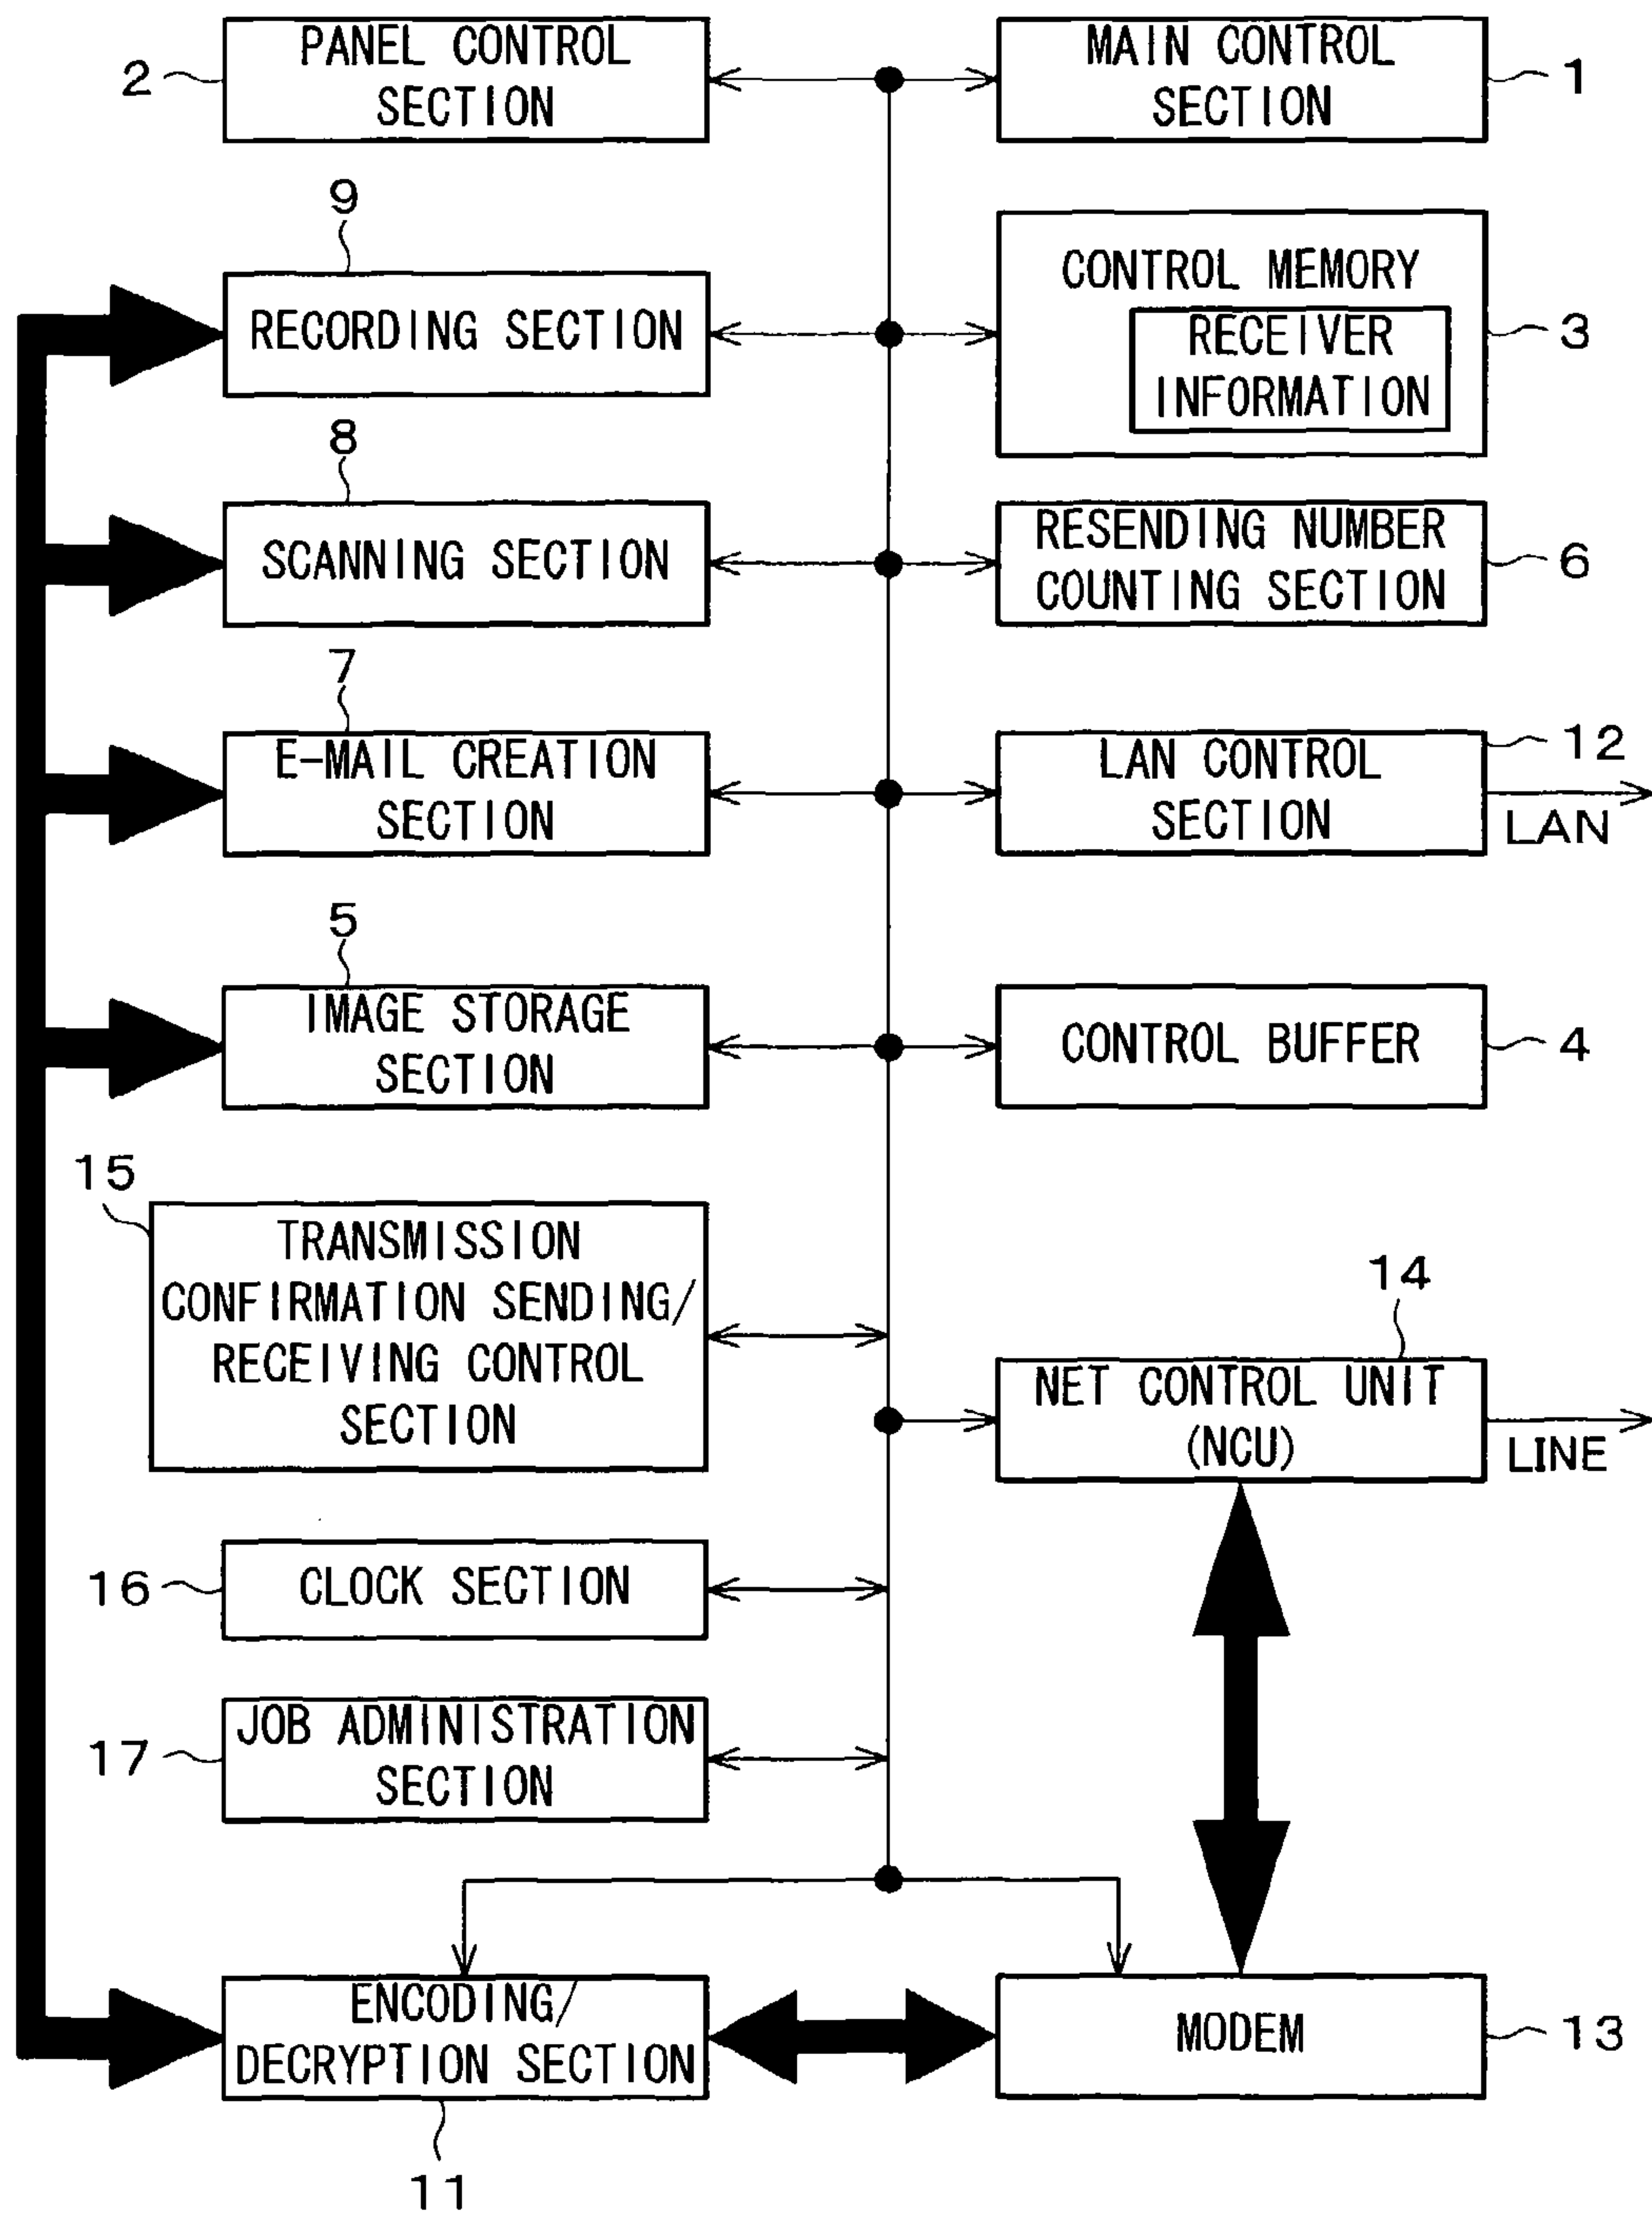 PANEL CONTROL
SECTION
2
MAIN CONTROL
SECTION
1
9
RECORDING SECTION
CONTROL MEMORY
RECEIVER
INFORMATION
3
8
SCANNING SECTION
RESENDING NUMBER
COUNTING SECTION
6
7
E-MAIL CREATION
SECTION
LAN CONTROL
SECTION
12
LAN
5
IMAGE STORAGE
SECTION
CONTROL BUFFER
4
15
TRANSMISSION
CONFIRMATION SENDING/
RECEIVING CONTROL
SECTION
14
NET CONTROL UNIT
(NCU)
LINE
16
CLOCK SECTION
17
JOB ADMINISTRATION
SECTION
ENCODING/
DECRYPTION SECTION
11
MODEM
13